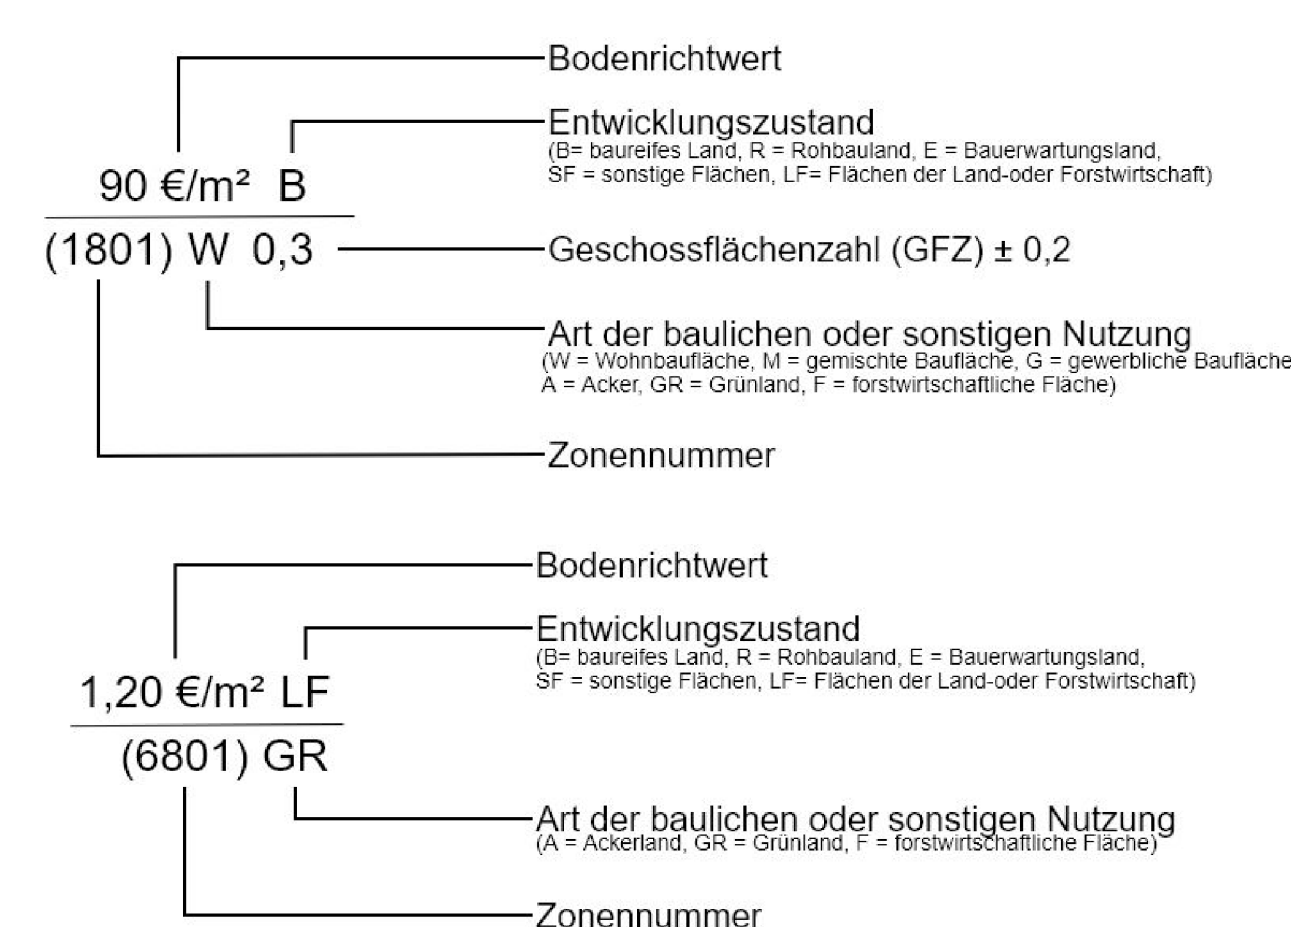 Bodenrichtwert
Entwicklungszustand
(B= baureifes Land, R = Rohbauland, E = Bauerwartungsland,
SF = sonstige Flächen, LF= Flächen der Land-oder Forstwirtschaft)
90 €/m² B
(1801) W 0,3
Geschossflächenzahl (GFZ) ± 0,2
Art der baulichen oder sonstigen Nutzung
(W = Wohnbaufläche, M = gemischte Baufläche, G = gewerbliche Baufläche
A = Acker, GR = Grünland, F = forstwirtschaftliche Fläche)
Zonennummer
Bodenrichtwert
Entwicklungszustand
(B= baureifes Land, R = Rohbauland, E = Bauerwartungsland,
SF = sonstige Flächen, LF= Flächen der Land-oder Forstwirtschaft)
1,20 €/m² LF
(6801) GR
Art der baulichen oder sonstigen Nutzung
(A = Ackerland, GR = Grünland, F = forstwirtschaftliche Fläche)
Zonennummer